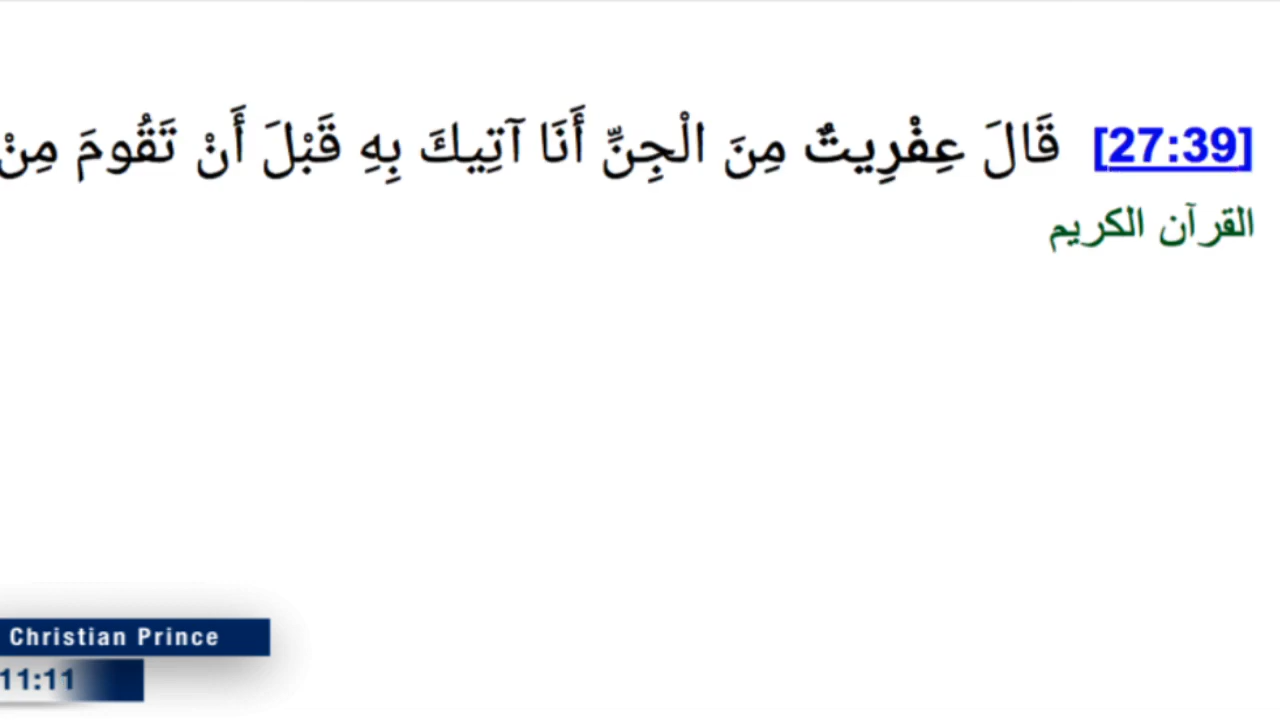 [27:39] قَالَ عِفْرِيتٌ مِنَ الْجِنِّ أَنَا آتِيكَ بِهِ قَبْلَ أَنْ تَقُومَ مِنْ
القرآن الكريم
Christian Prince
11:11